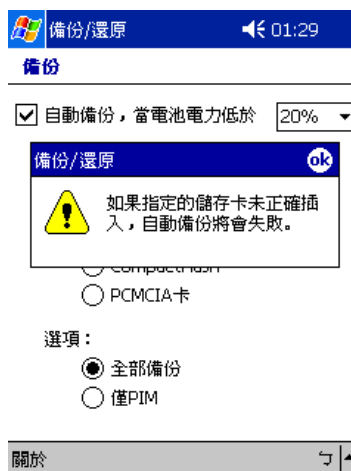 備份/還原 01:29
備份
自動備份，當電池電力低於 20%
備份/還原 ok
如果指定的儲存卡未正確插
入，自動備份將會失敗。
CompactFlash
PCMCIA卡
選項：
全部備份
僅PIM
關於 ㄅ